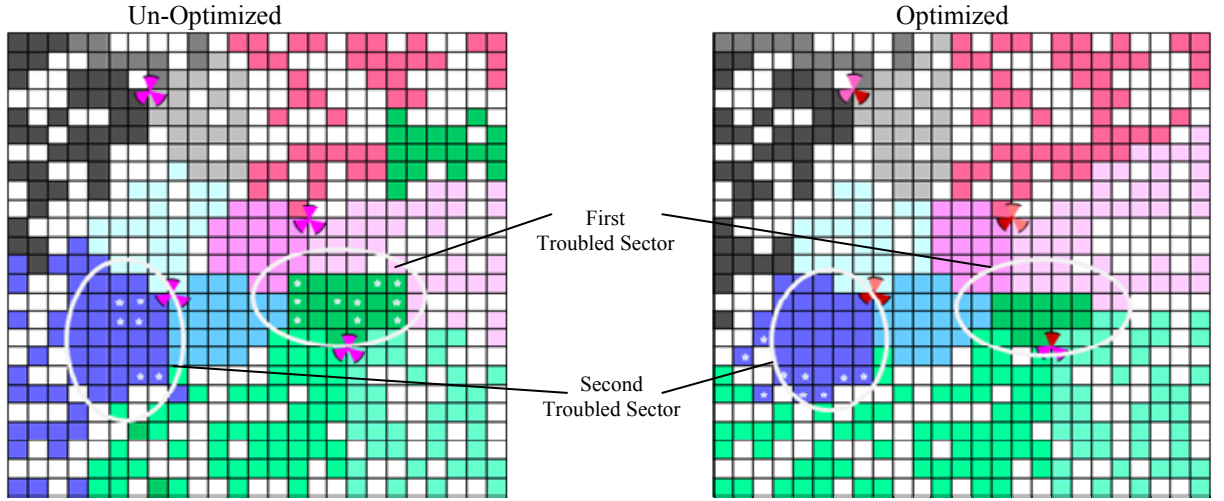 Un-Optimized
Optimized
First
Troubled Sector
Second
Troubled Sector